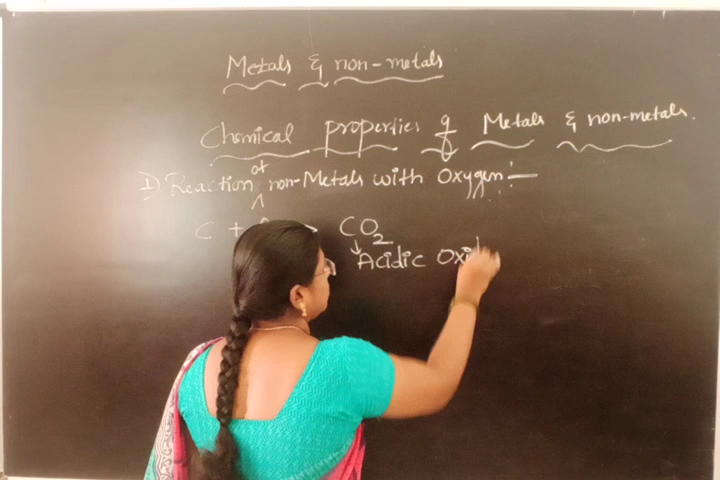 Metals & non-metals
Chemical properties of Metals & non-metals.
1) Reaction of non-Metals with Oxygen:-
C + → CO2
↓ Acidic